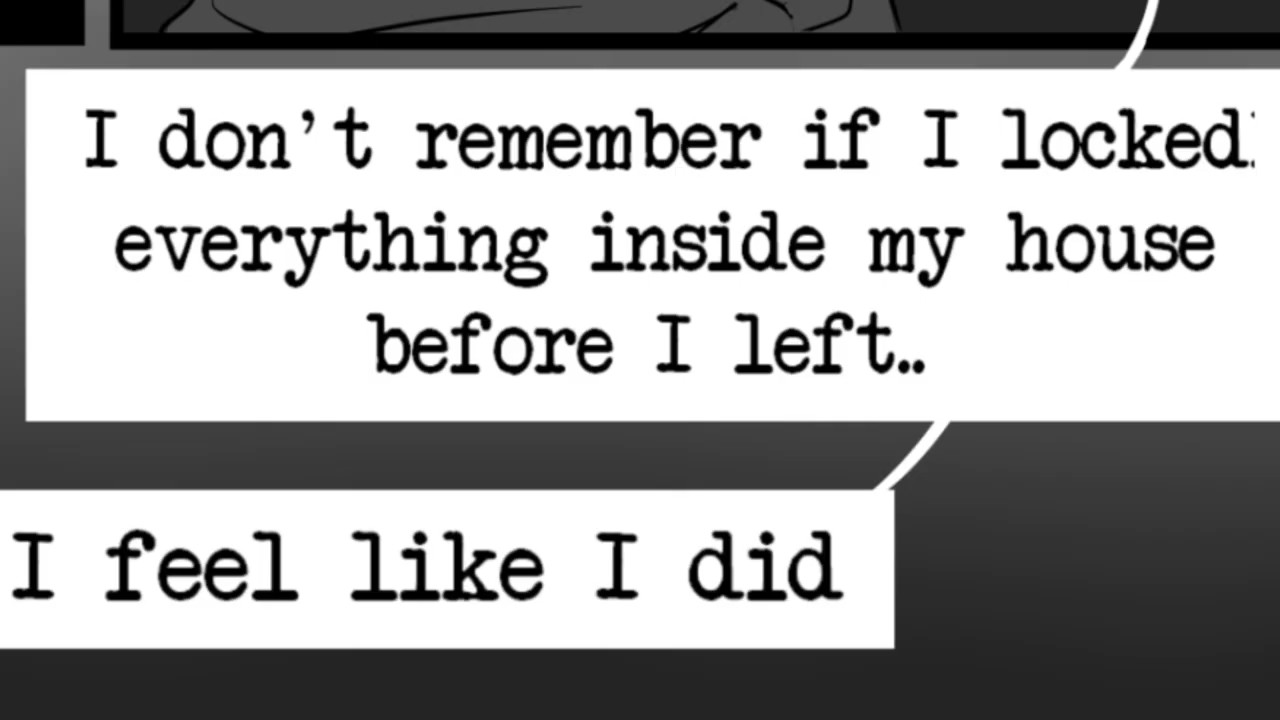 I don't remember if I locked
everything inside my house
before I left..
I feel like I did